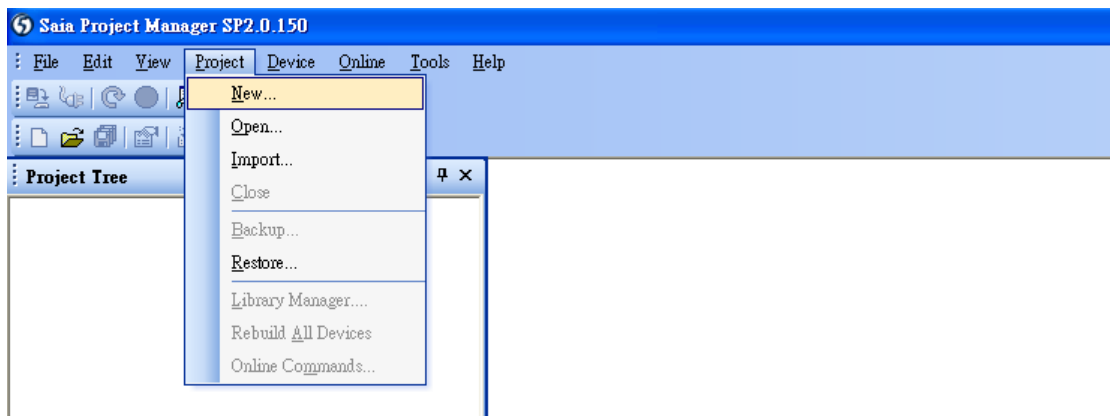 Saia Project Manager SP2.0.150
File Edit View Project Device Online Tools Help
New...
Open...
Import...
Project Tree
Close
Backup...
Restore...
Library Manager....
Rebuild All Devices
Online Commands...